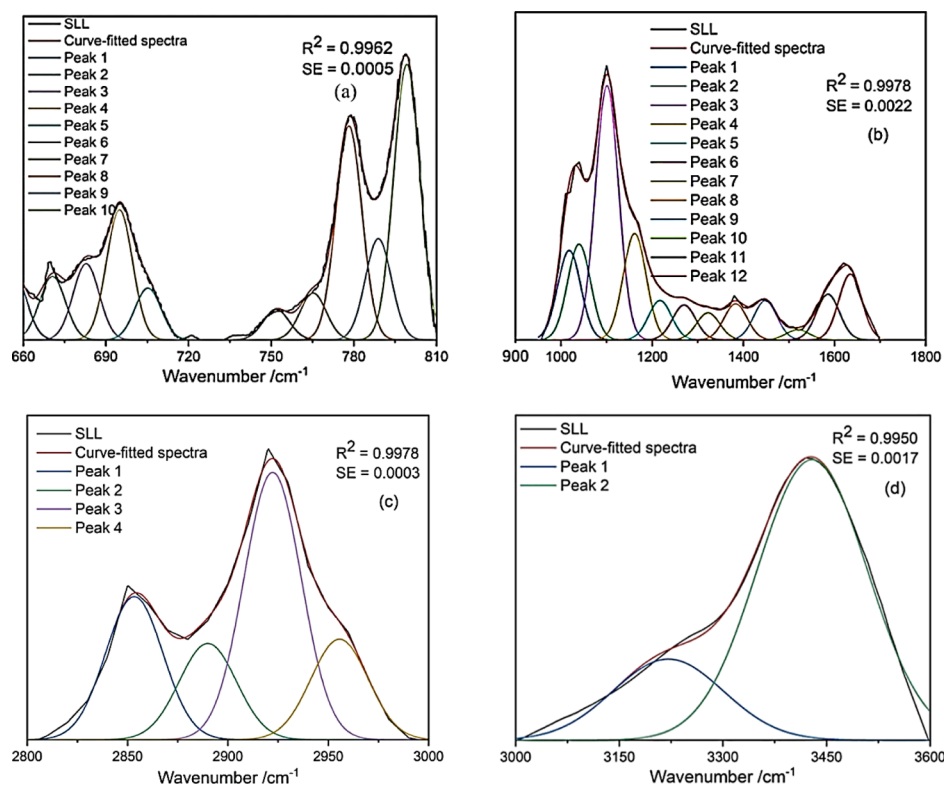 SLL
Curve-fitted spectra
Peak 1
Peak 2
Peak 3
Peak 4
Peak 5
Peak 6
Peak 7
Peak 8
Peak 9
Peak 10
R² = 0.9962
SE = 0.0005
(a)
660 690 720 750 780 810
Wavenumber /cm⁻¹
SLL
Curve-fitted spectra
Peak 1
Peak 2
Peak 3
Peak 4
Peak 5
Peak 6
Peak 7
Peak 8
Peak 9
Peak 10
Peak 11
Peak 12
R² = 0.9978
SE = 0.0022
(b)
900 1000 1200 1400 1600 1800
Wavenumber /cm⁻¹
SLL
Curve-fitted spectra
Peak 1
Peak 2
Peak 3
Peak 4
R² = 0.9978
SE = 0.0003
(c)
2800 2850 2900 2950 3000
Wavenumber /cm⁻¹
SLL
Curve-fitted spectra
Peak 1
Peak 2
R² = 0.9950
SE = 0.0017
(d)
3000 3150 3300 3450 3600
Wavenumber /cm⁻¹